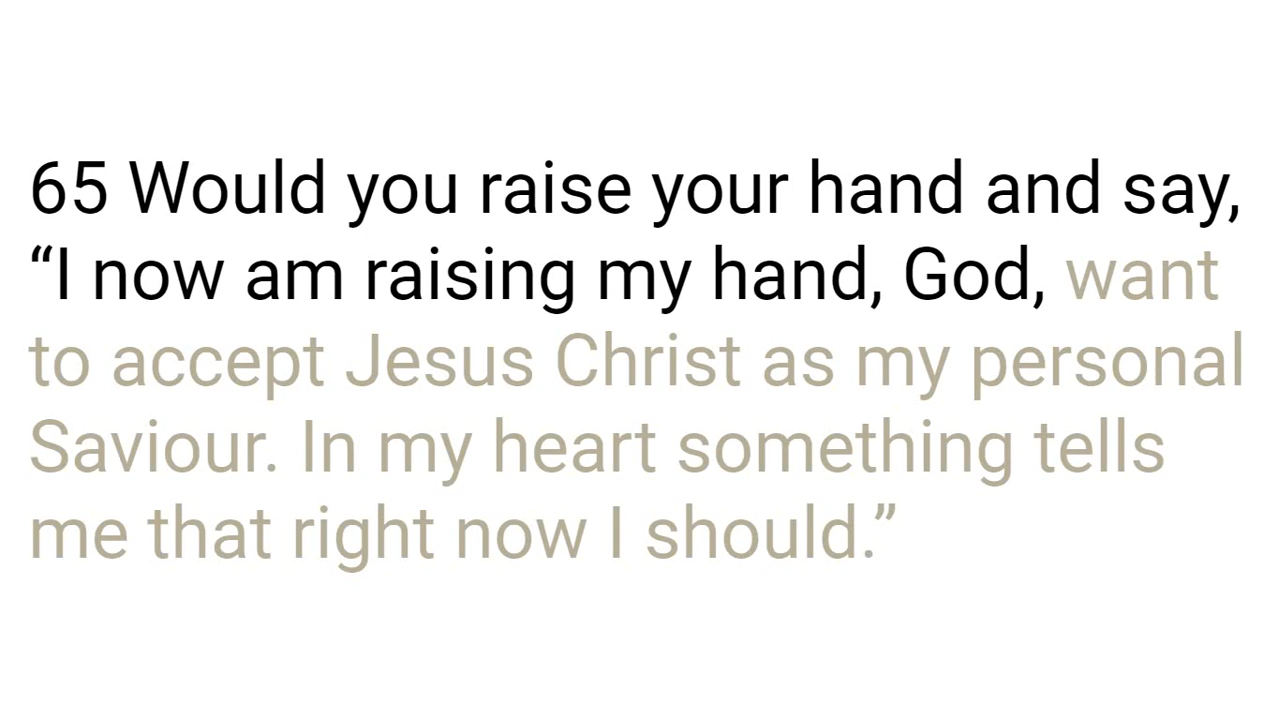 65 Would you raise your hand and say,
“I now am raising my hand, God, want
to accept Jesus Christ as my personal
Saviour. In my heart something tells
me that right now I should.”